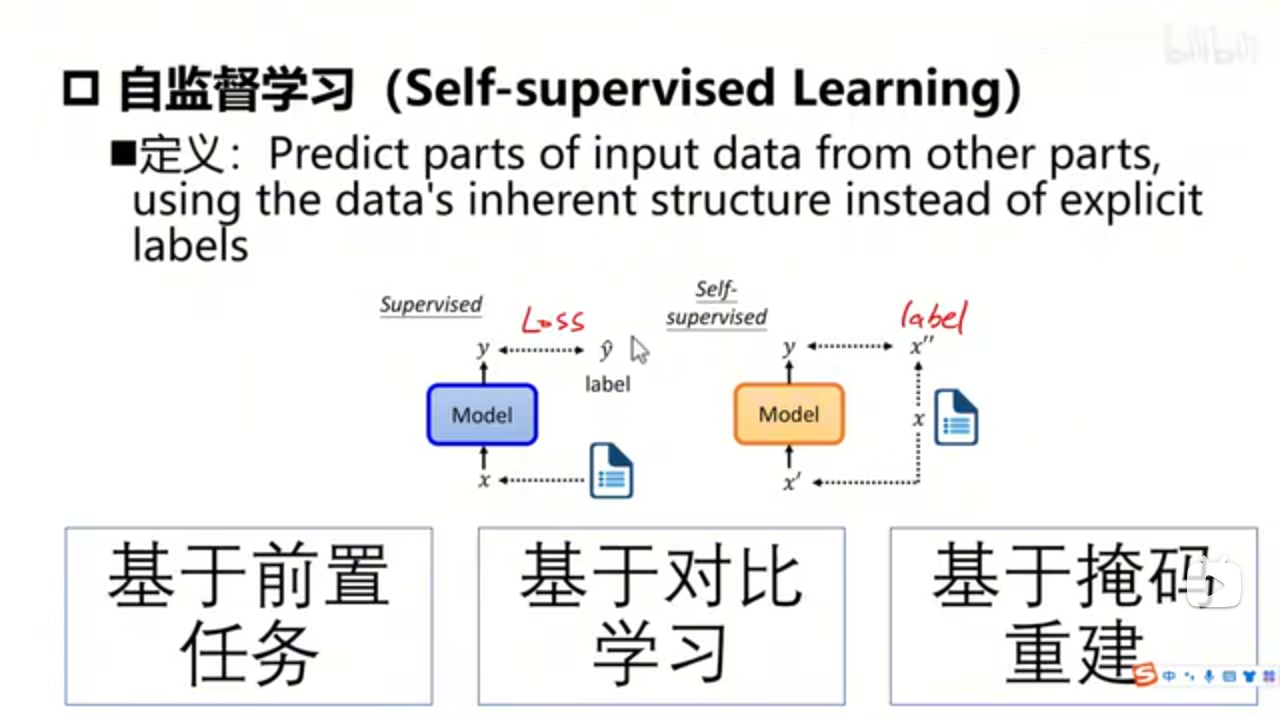 bilibili
自监督学习（Self-supervised Learning）
定义：Predict parts of input data from other parts,
using the data's inherent structure instead of explicit
labels
Supervised
Loss
y
ŷ
label
Model
x
Self-
supervised
label
y
x′′
Model
x
x′
基于前置
任务
基于对比
学习
基于掩码
重建
中